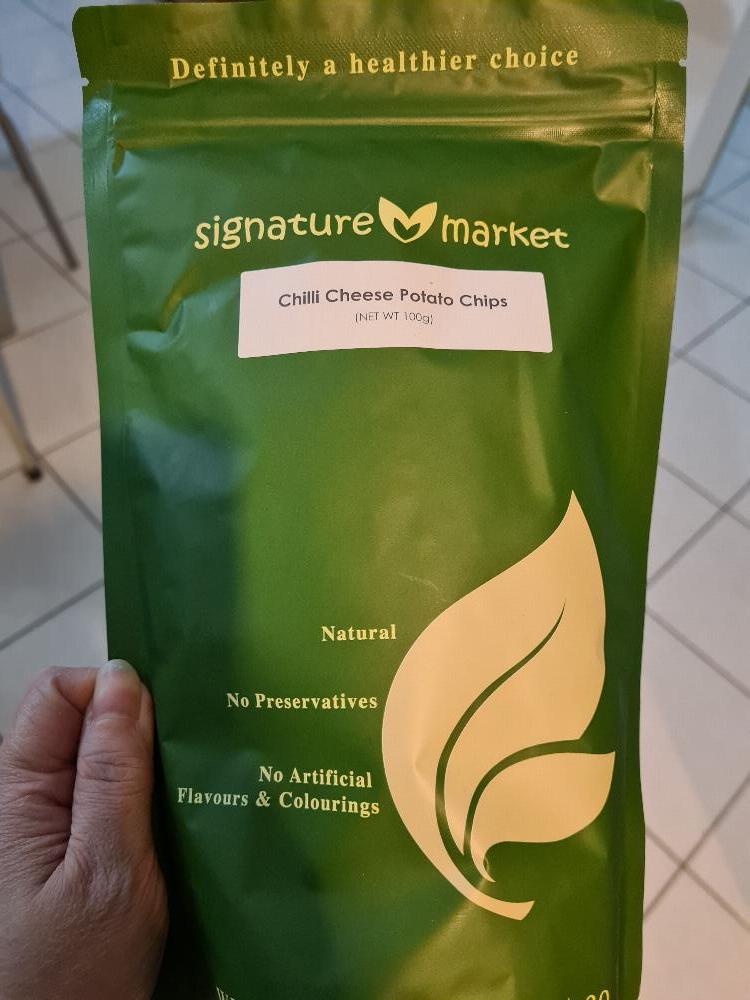 Definitely a healthier choice
signature market
Chilli Cheese Potato Chips
(NET WT 100g)
Natural
No Preservatives
No Artificial
Flavours & Colourings